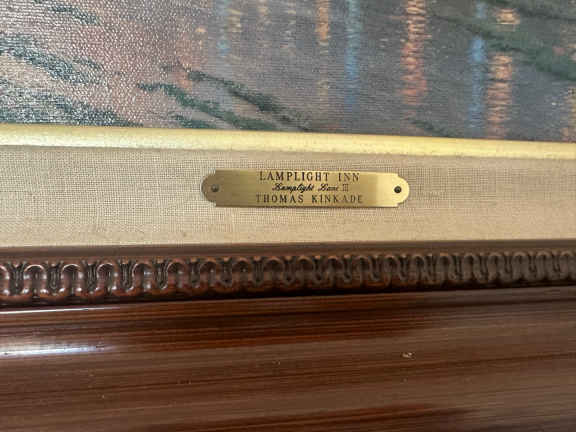 LAMPLIGHT INN
Lamplight Lane III
THOMAS KINKADE